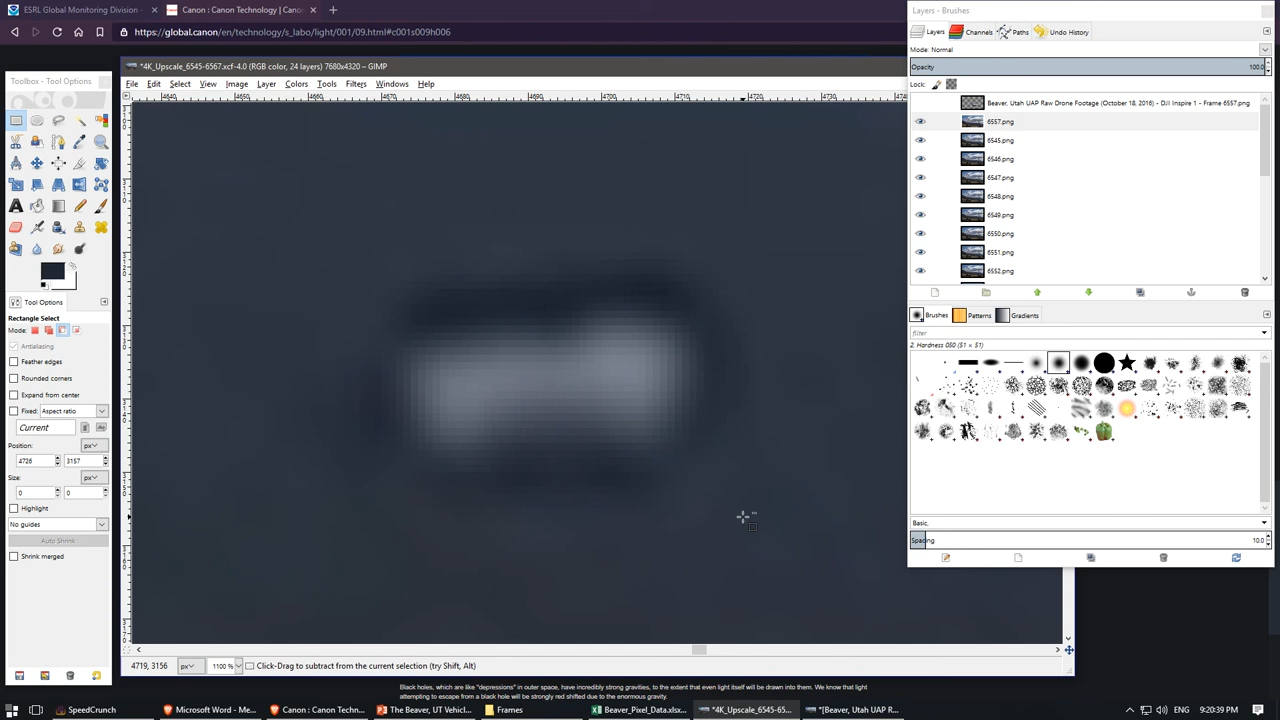 ESRL Global Monitoring Division -
Canon : Canon Technology | Canon
https://global.canon/en/technology/s_labo/light/001/09.html#c001s009h006
Layers - Brushes
Layers
Channels
Paths
Undo History
Mode: Normal
Opacity
100.0
Lock:
Beaver, Utah UAP Raw Drone Footage (October 18, 2016) - DJI Inspire 1 - Frame 6557.png
6557.png
6545.png
6546.png
6547.png
6548.png
6549.png
6550.png
6551.png
6552.png
Brushes
Patterns
Gradients
filter
2. Hardness 050 (51 × 51)
Basic,
Spacing
10.0
Toolbox - Tool Options
Tool Options
Rectangle Select
Mode:
Antialiasing
Feather edges
Rounded corners
Expand from center
Fixed: Aspect ratio
Current
Position:
px
4726
3157
Size:
px
0
0
Highlight
No guides
Auto Shrink
Shrink merged
*4K_Upscale_6545-6567.xcf-4.0 (RGB color, 24 layers) 7680x4320 – GIMP
File Edit Select View Image Layer Colors Tools Filters Windows Help
4640 4650 4660 4670 4680 4690 4700 4710 4720 4730 474
4719, 3156
px
1100 %
Click-Drag to subtract from the current selection (try Shift, Alt)
Black holes, which are like "depressions" in outer space, have incredibly strong gravities, to the extent that even light itself will be drawn into them. We know that light
attempting to escape from a black hole will be strongly red shifted due to the enormous gravity.
SpeedCrunch
Microsoft Word - Me...
Canon : Canon Techn...
The Beaver, UT Vehicl...
Frames
Beaver_Pixel_Data.xlsx...
*4K_Upscale_6545-65...
*[Beaver, Utah UAP R...
9:20:39 PM